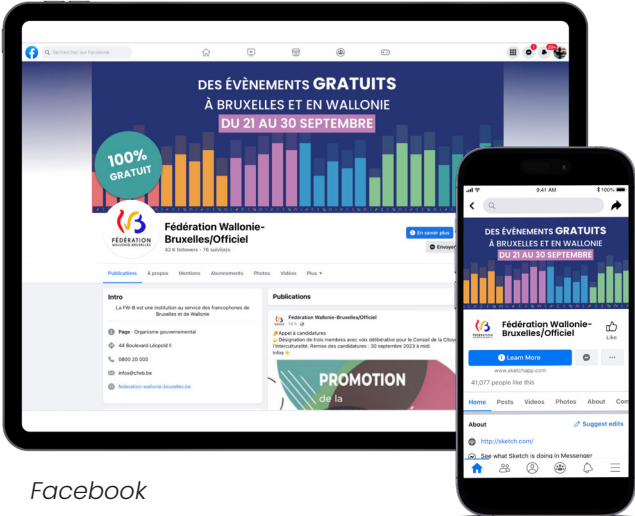 Rechercher sur Facebook
DES ÉVÈNEMENTS GRATUITS
À BRUXELLES ET EN WALLONIE
DU 21 AU 30 SEPTEMBRE
100%
GRATUIT
FÉDÉRATION
WALLONIE-BRUXELLES
Fédération Wallonie-
Bruxelles/Officiel
42 K followers • 76 suivi(e)s
En savoir plus
Envoyer
Publications À propos Mentions Abonnements Photos Vidéos Plus
Intro
La FW-B est une institution au service des francophones de
Bruxelles et de Wallonie
Page · Organisme gouvernemental
44 Boulevard Léopold II
0800 20 000
infos@cfwb.be
federation-wallonie-bruxelles.be
Publications
Fédération Wallonie-Bruxelles/Officiel
14 h
Appel à candidatures
Désignation de trois membres avec voix délibérative pour le Conseil de la Citoye
l'Interculturalité. Remise des candidatures : 30 septembre 2023 à midi.
Infos
PROMOTION
de la
9:41 AM
100%
DES ÉVÈNEMENTS GRATUITS
À BRUXELLES ET EN WALLONIE
DU 21 AU 30 SEPTEMBRE
Fédération Wallonie-
Bruxelles/Officiel
Like
Learn More
www.sketchapp.com
41,077 people like this
Home Posts Videos Photos About Com
About
Suggest edits
http://sketch.com/
See what Sketch is doing in Messenger
Facebook